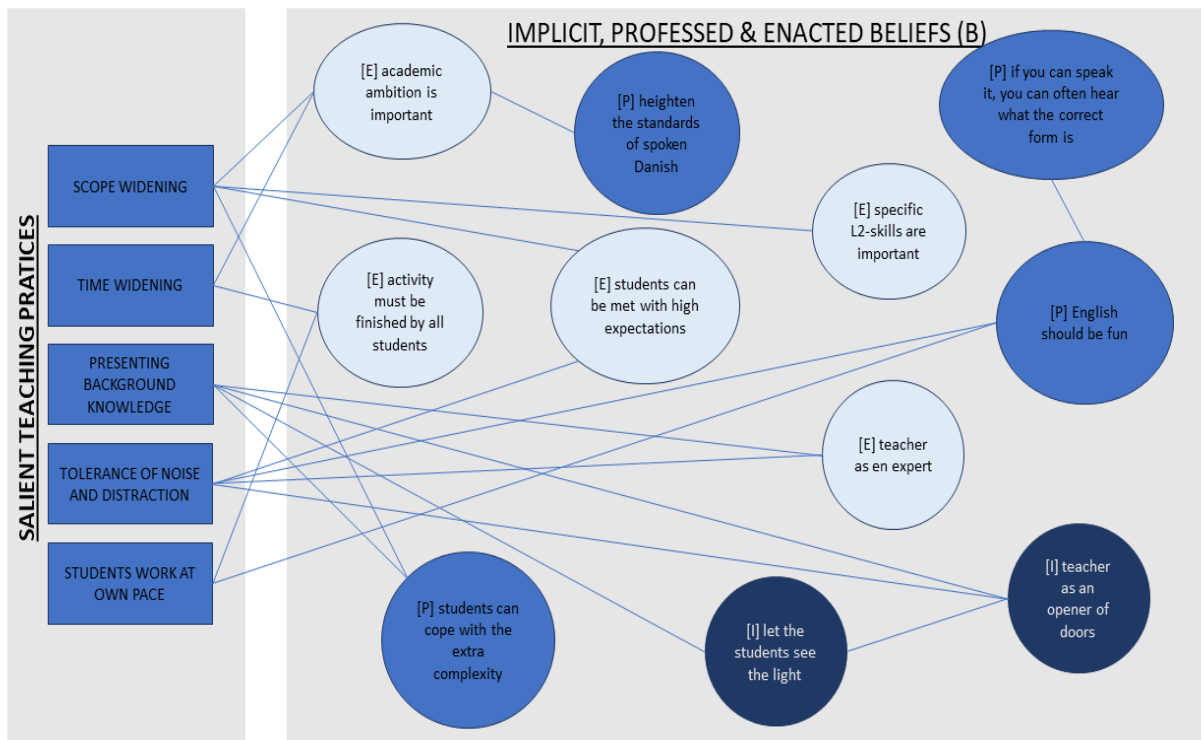 SALIENT TEACHING PRATICES
SCOPE WIDENING
TIME WIDENING
PRESENTING
BACKGROUND
KNOWLEDGE
TOLERANCE OF NOISE
AND DISTRACTION
STUDENTS WORK AT
OWN PACE
IMPLICIT, PROFESSED & ENACTED BELIEFS (B)
[E] academic
ambition is
important
[P] heighten
the standards
of spoken
Danish
[P] if you can speak
it, you can often hear
what the correct
form is
[E] specific
L2-skills are
important
[E] activity
must be
finished by all
students
[E] students can
be met with high
expectations
[P] English
should be fun
[E] teacher
as en expert
[P] students can
cope with the
extra
complexity
[I] let the
students see
the light
[I] teacher
as an
opener of
doors